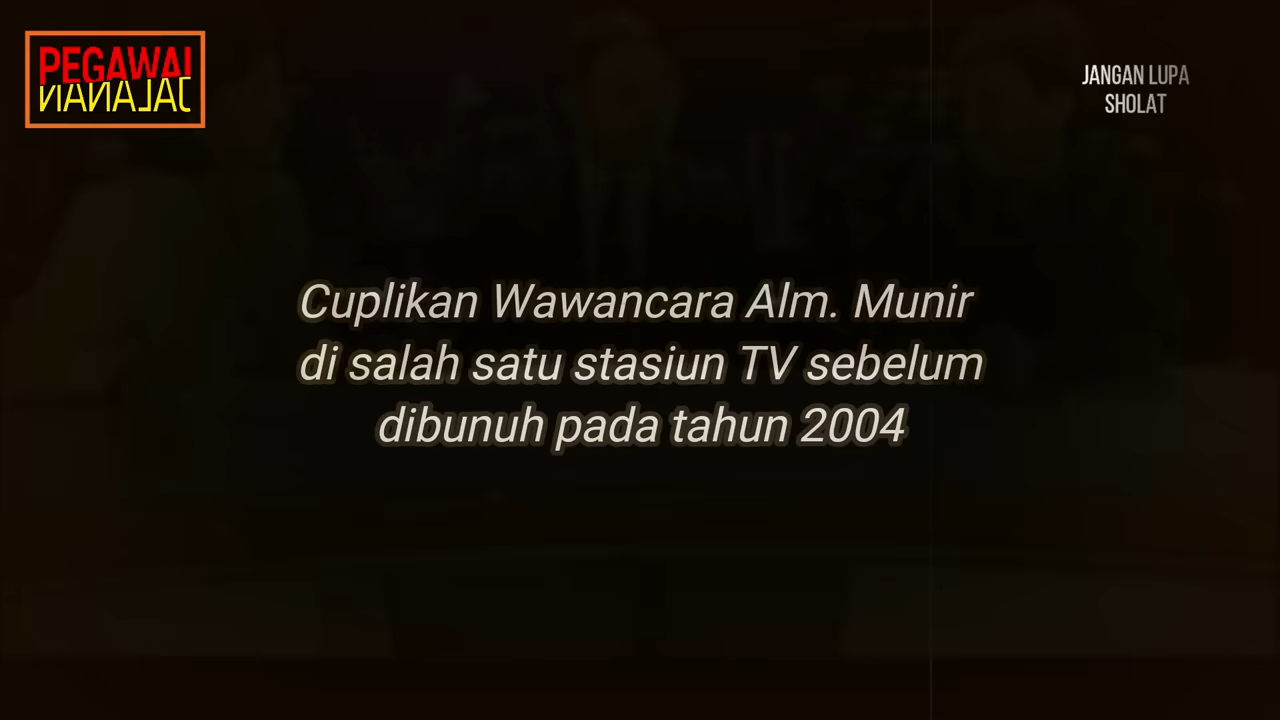 PEGAWAI
JALANAN
JANGAN LUPA
SHOLAT
Cuplikan Wawancara Alm. Munir
di salah satu stasiun TV sebelum
dibunuh pada tahun 2004